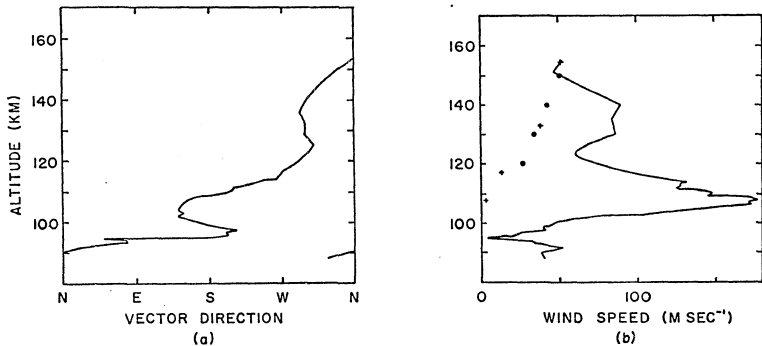 160
140
120
100
ALTITUDE (KM)
N E S W N
VECTOR DIRECTION
(a)
160
140
120
100
0 100
WIND SPEED (M SEC⁻¹)
(b)